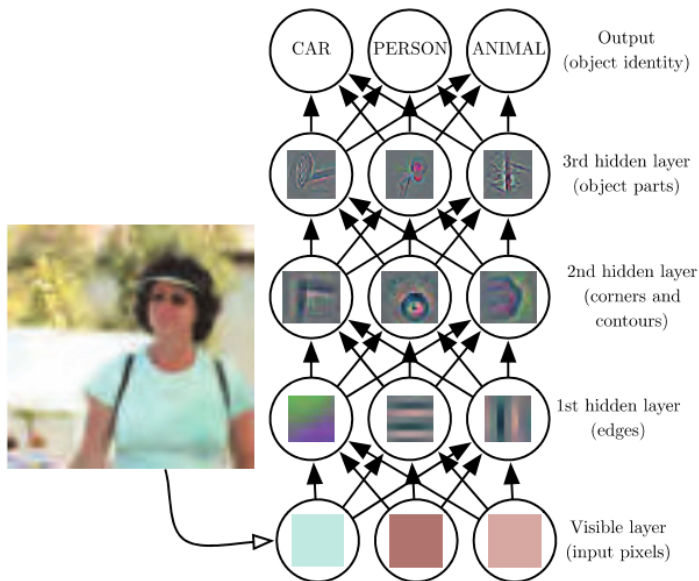 CAR PERSON ANIMAL
Output
(object identity)
3rd hidden layer
(object parts)
2nd hidden layer
(corners and
contours)
1st hidden layer
(edges)
Visible layer
(input pixels)